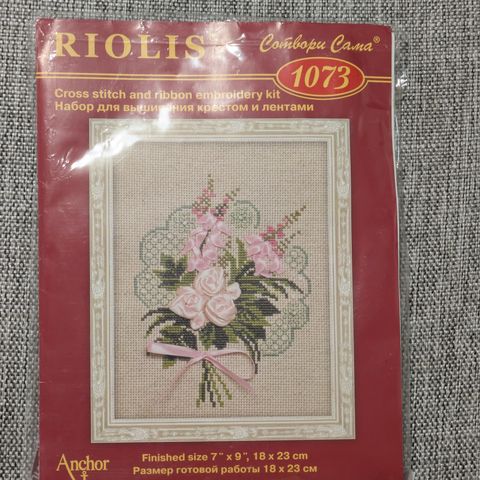 RIOLIS
Сотвори Сама®
1073
Cross stitch and ribbon embroidery kit
Набор для вышивания крестом и лентами
Finished size 7" x 9", 18 x 23 cm
Размер готовой работы 18 x 23 см
Anchor